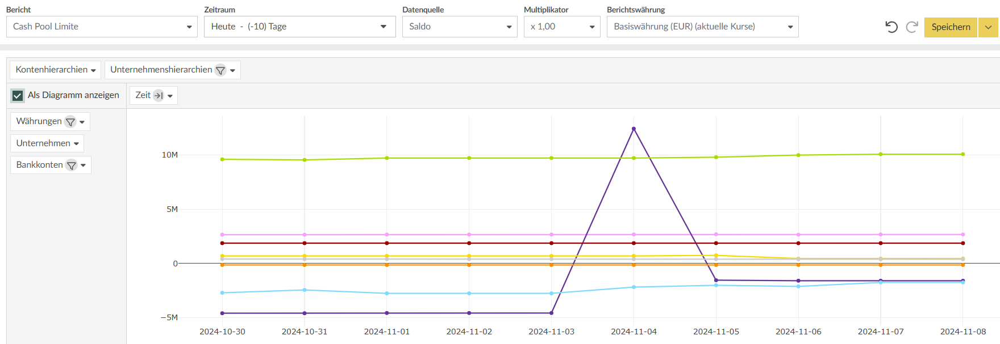 Bericht
Zeitraum
Datenquelle
Multiplikator
Berichtswährung
Cash Pool Limite
Heute - (-10) Tage
Saldo
x 1,00
Basiswährung (EUR) (aktuelle Kurse)
Speichern
Kontenhierarchien
Unternehmenshierarchien
Als Diagramm anzeigen
Zeit
Währungen
Unternehmen
Bankkonten
10M
5M
0
−5M
2024-10-30
2024-10-31
2024-11-01
2024-11-02
2024-11-03
2024-11-04
2024-11-05
2024-11-06
2024-11-07
2024-11-08